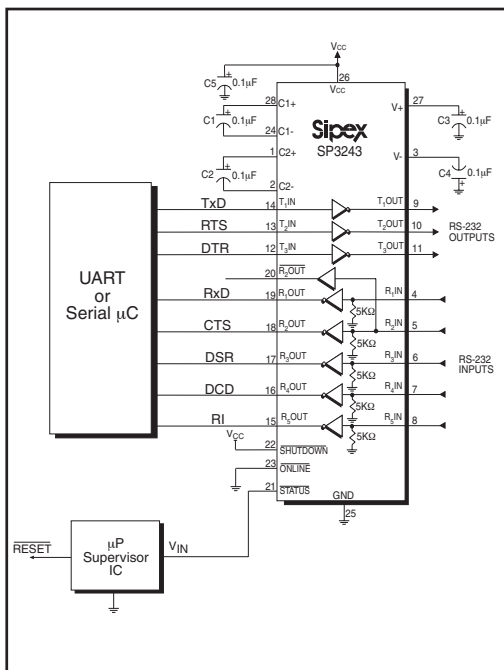 VCC
C5 + 0.1µF
26
VCC
28 C1+ V+ 27
C1 + 0.1µF
C3 + 0.1µF
24 C1-
Sipex
SP3243
1 C2+ V- 3
C2 + 0.1µF
C4 0.1µF +
2 C2-
UART
or
Serial µC
TxD 14 T1IN T1OUT 9
RTS 13 T2IN T2OUT 10
DTR 12 T3IN T3OUT 11
RS-232
OUTPUTS
20 R2OUT
RxD 19 R1OUT R1IN 4
5KΩ
CTS 18 R2OUT R2IN 5
5KΩ
DSR 17 R3OUT R3IN 6
5KΩ
RS-232
INPUTS
DCD 16 R4OUT R4IN 7
5KΩ
RI 15 R5OUT R5IN 8
5KΩ
VCC
22 SHUTDOWN
23 ONLINE
21 STATUS
GND
25
RESET
µP
Supervisor
IC
VIN